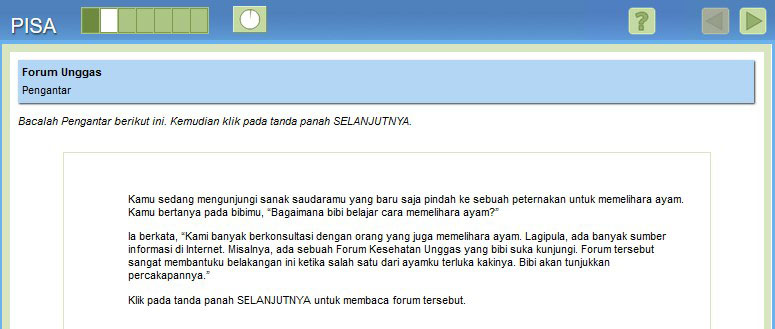 PISA
Forum Unggas
Pengantar
Bacalah Pengantar berikut ini. Kemudian klik pada tanda panah SELANJUTNYA.
Kamu sedang mengunjungi sanak saudaramu yang baru saja pindah ke sebuah peternakan untuk memelihara ayam.
Kamu bertanya pada bibimu, “Bagaimana bibi belajar cara memelihara ayam?”
Ia berkata, “Kami banyak berkonsultasi dengan orang yang juga memelihara ayam. Lagipula, ada banyak sumber
informasi di Internet. Misalnya, ada sebuah Forum Kesehatan Unggas yang bibi suka kunjungi. Forum tersebut
sangat membantuku belakangan ini ketika salah satu dari ayamku terluka kakinya. Bibi akan tunjukkan
percakapannya.”
Klik pada tanda panah SELANJUTNYA untuk membaca forum tersebut.